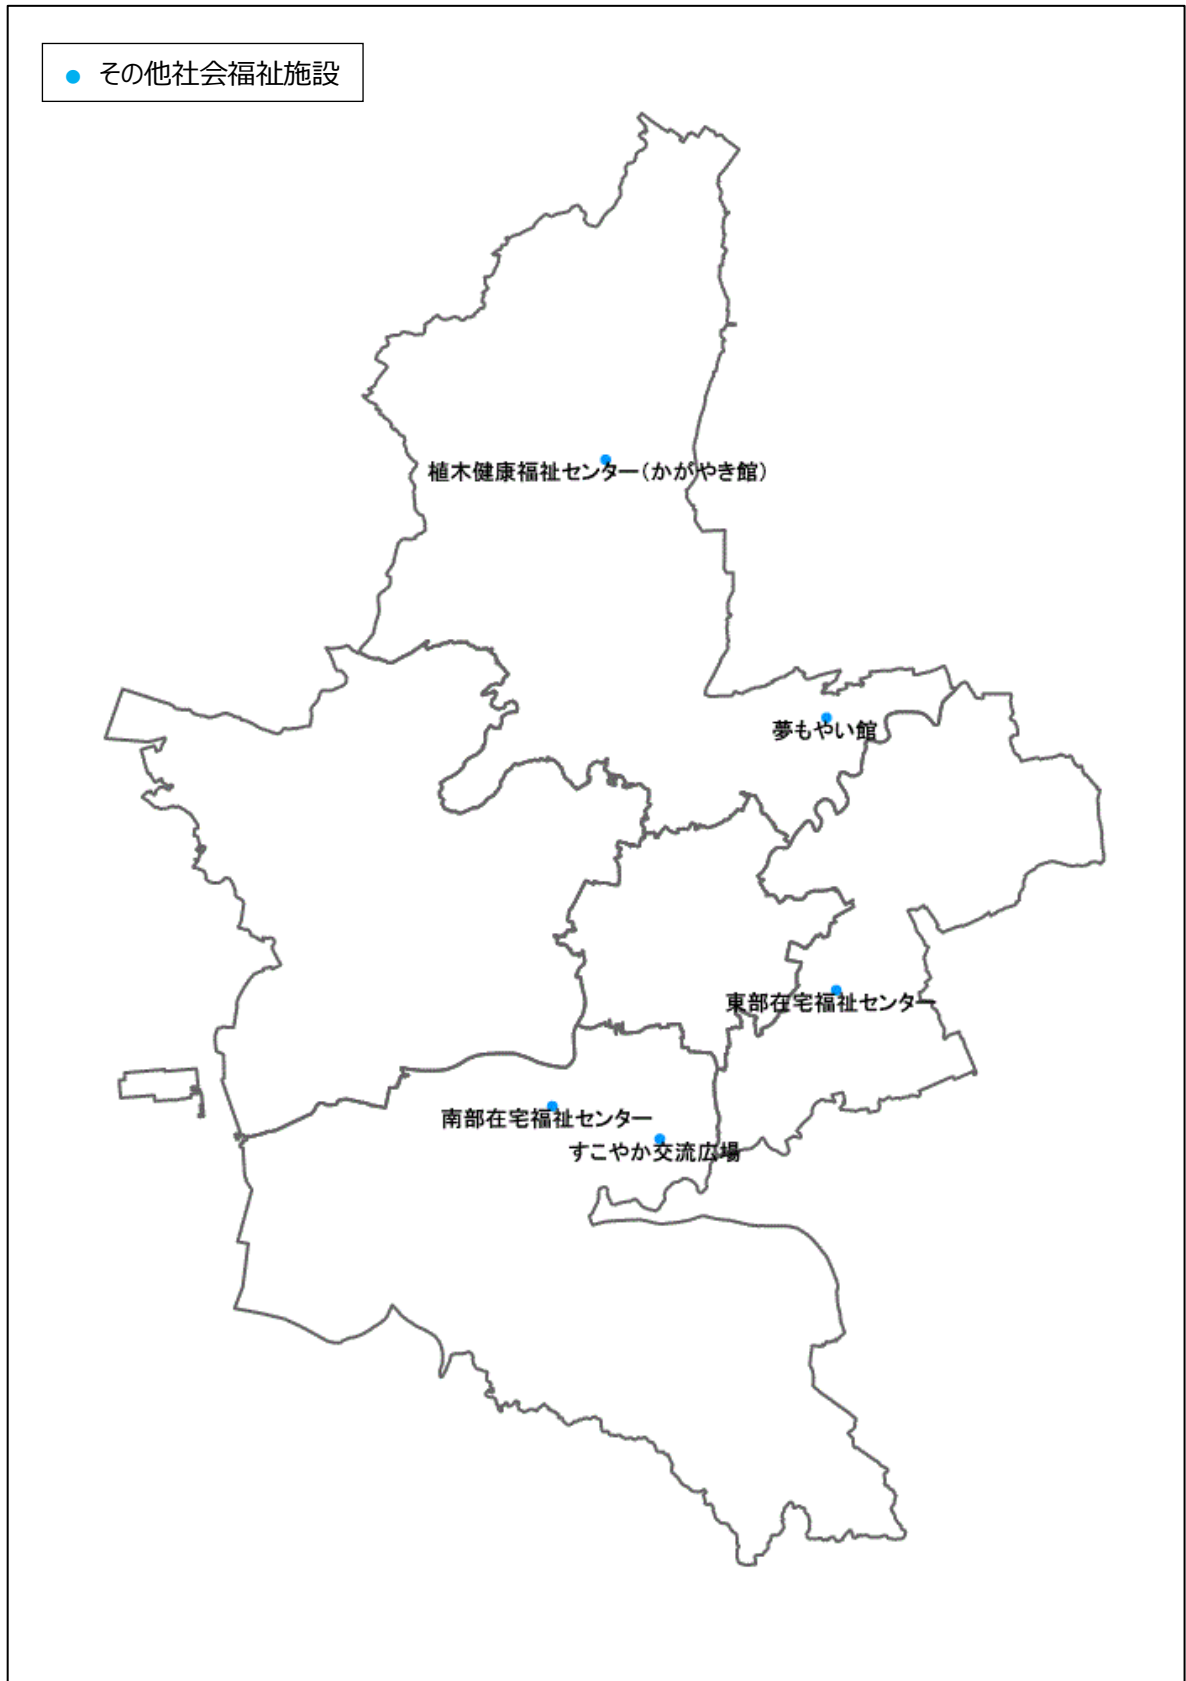 その他社会福祉施設
植木健康福祉センター（かがやき館）
夢もやい館
東部在宅福祉センター
南部在宅福祉センター
すこやか交流広場